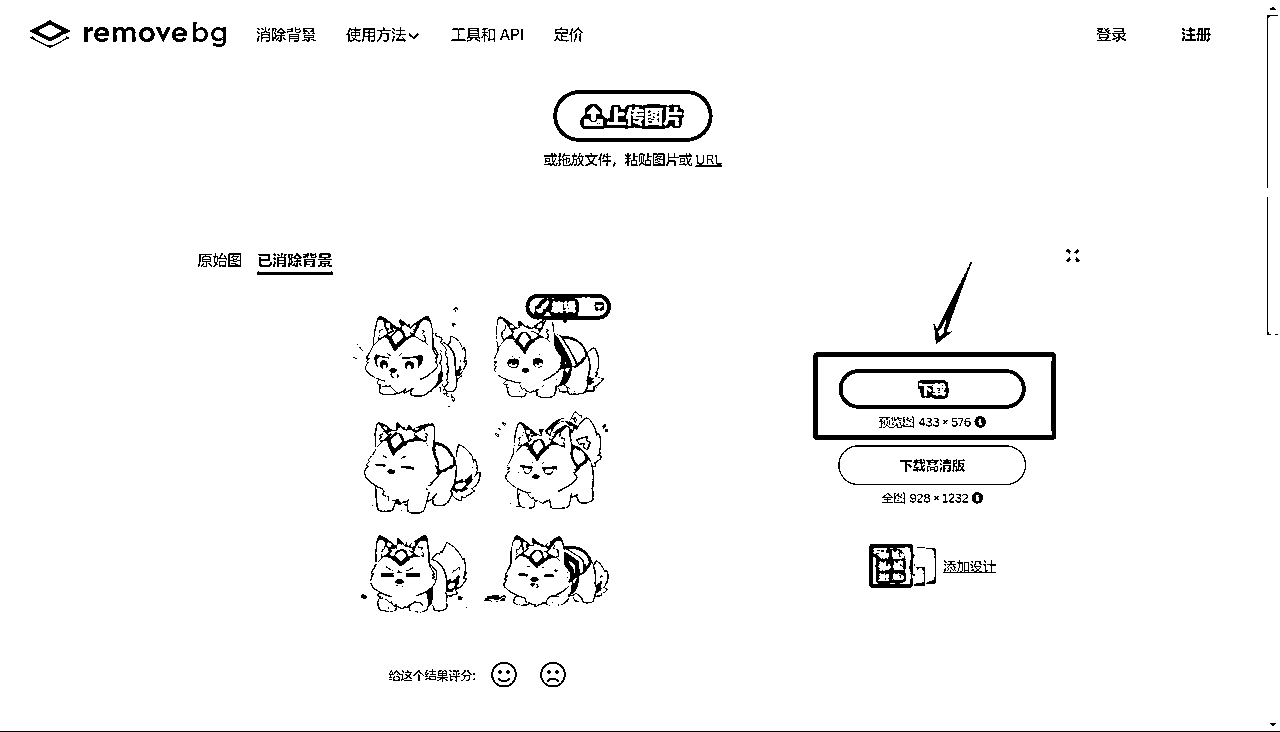 removebg 消除背景 使用方法 工具和 API 定价 登录 注册
上传图片
或拖放文件，粘贴图片或 URL
原始图 已消除背景
编辑
下载
预览图 433 × 576
下载高清版
全图 928 × 1232
添加设计
给这个结果评分: